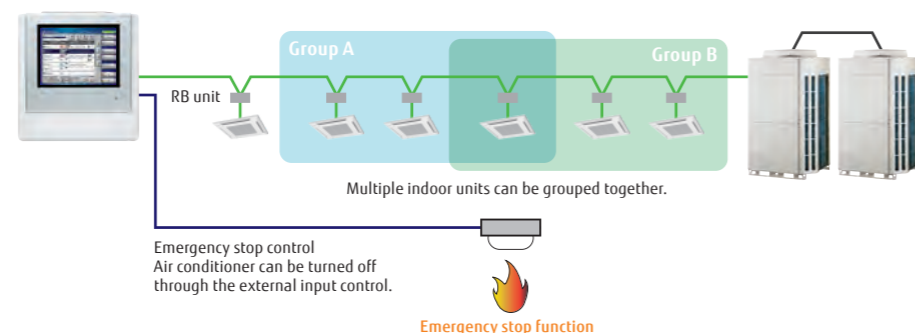 Group A
Group B
RB unit
Multiple indoor units can be grouped together.
Emergency stop control
Air conditioner can be turned off
through the external input control.
Emergency stop function